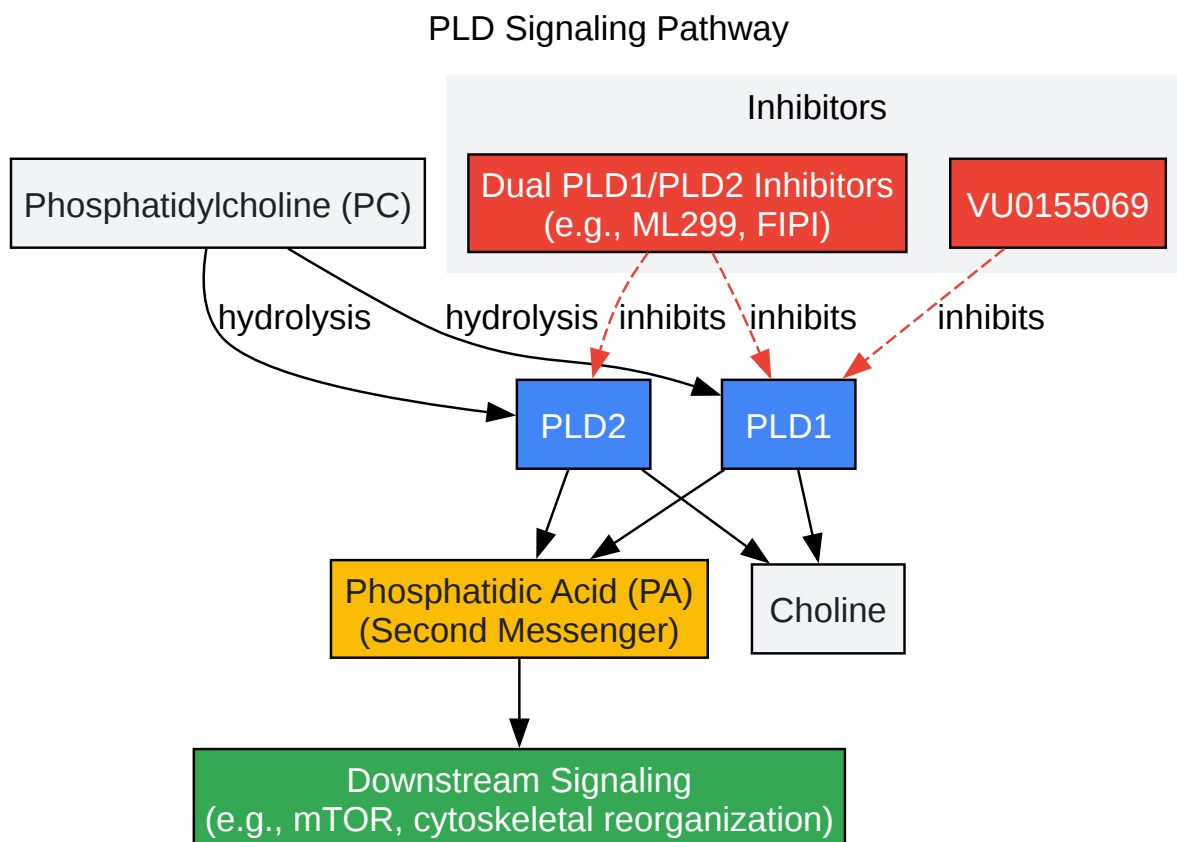 PLD Signaling Pathway
Inhibitors
Phosphatidylcholine (PC)
Dual PLD1/PLD2 Inhibitors
(e.g., ML299, FIPI)
VU0155069
hydrolysis
hydrolysis
inhibits
inhibits
inhibits
PLD2
PLD1
Phosphatidic Acid (PA)
(Second Messenger)
Choline
Downstream Signaling
(e.g., mTOR, cytoskeletal reorganization)